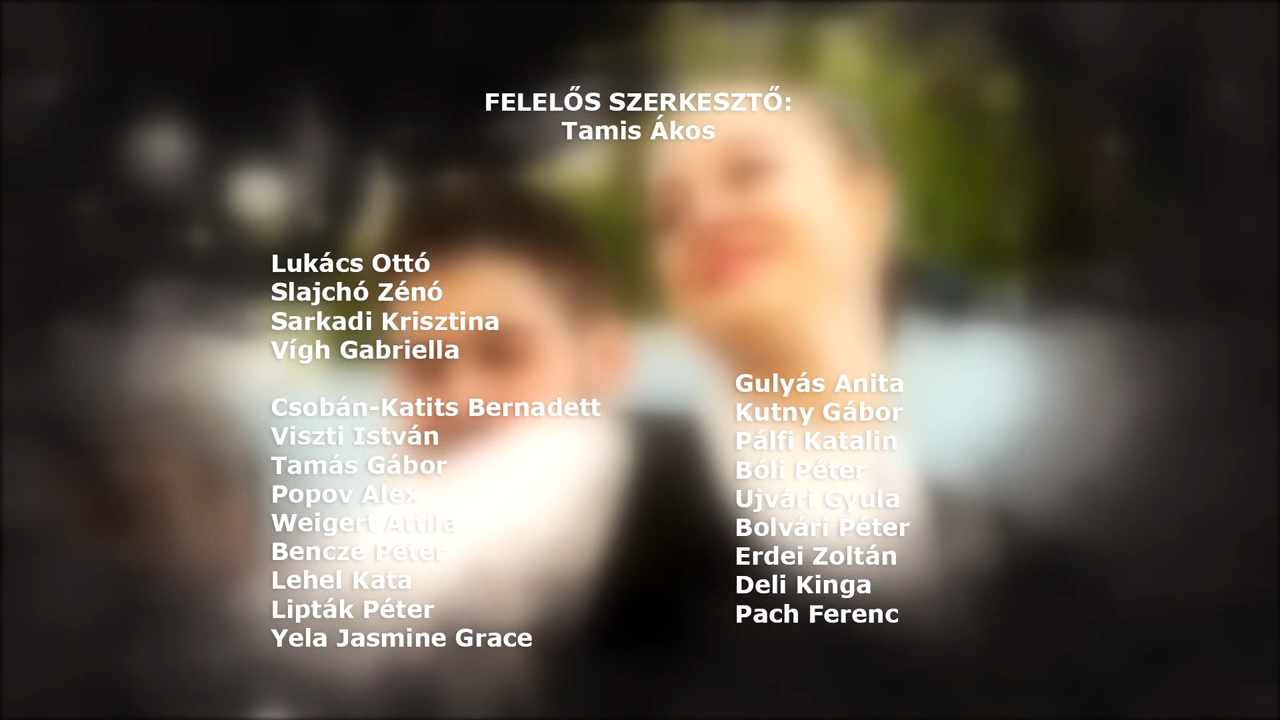 FELELŐS SZERKESZTŐ:
Tamis Ákos
Lukács Ottó
Slajchó Zénó
Sarkadi Krisztina
Vígh Gabriella
Csobán-Katits Bernadett
Viszti István
Tamás Gábor
Popov Alex
Weigert Attila
Bencze Péter
Lehel Kata
Lipták Péter
Yela Jasmine Grace
Gulyás Anita
Kutny Gábor
Pálfi Katalin
Bóli Péter
Ujvári Gyula
Bolvári Péter
Erdei Zoltán
Deli Kinga
Pach Ferenc